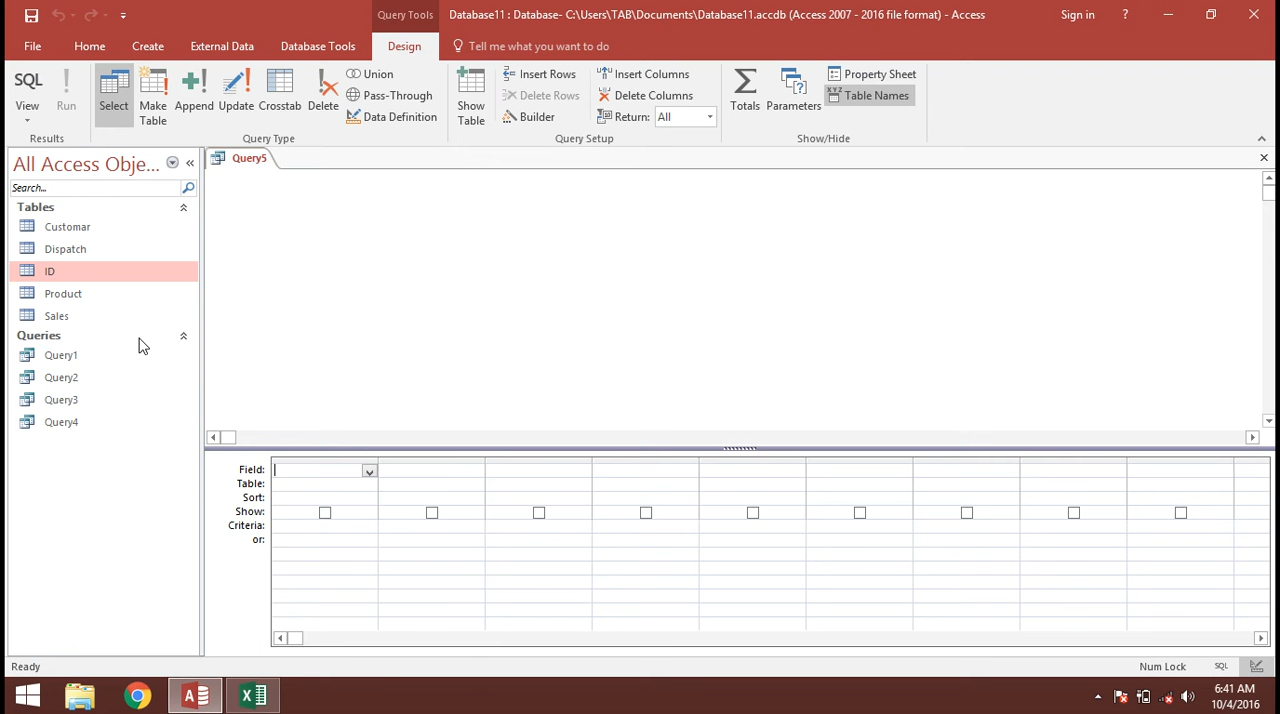 Query Tools
Database11 : Database- C:\Users\TAB\Documents\Database11.accdb (Access 2007 - 2016 file format) - Access
Sign in
?
File
Home
Create
External Data
Database Tools
Design
Tell me what you want to do
SQL
View
Run
Results
Select
Make Table
Append
Update
Crosstab
Delete
Union
Pass-Through
Data Definition
Query Type
Show Table
Insert Rows
Delete Rows
Builder
Insert Columns
Delete Columns
Return: All
Query Setup
Totals
Parameters
Property Sheet
XYZ Table Names
Show/Hide
All Access Obje...
Search...
Tables
Customar
Dispatch
ID
Product
Sales
Queries
Query1
Query2
Query3
Query4
Query5
Field:
Table:
Sort:
Show:
Criteria:
or:
Ready
Num Lock
SQL
6:41 AM
10/4/2016